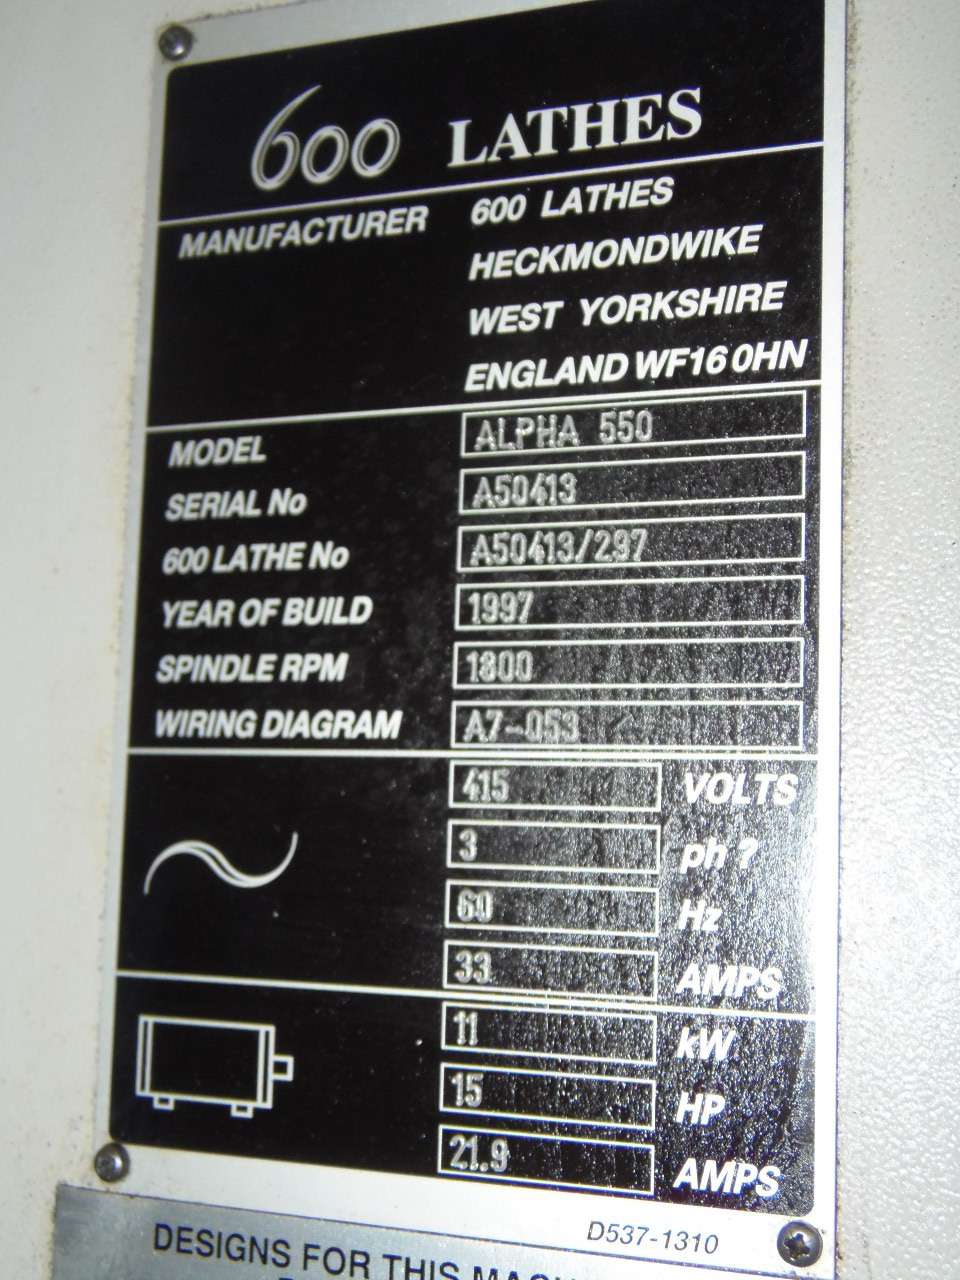 600 LATHES
MANUFACTURER 600 LATHES
HECKMONDWIKE
WEST YORKSHIRE
ENGLAND WF16 0HN
MODEL ALPHA 550
SERIAL No A50413
600 LATHE No A50413/297
YEAR OF BUILD 1997
SPINDLE RPM 1800
WIRING DIAGRAM A7-053
415 VOLTS
3 ph ?
60 Hz
33 AMPS
11 kW
15 HP
21.9 AMPS
D537-1310
DESIGNS FOR THIS